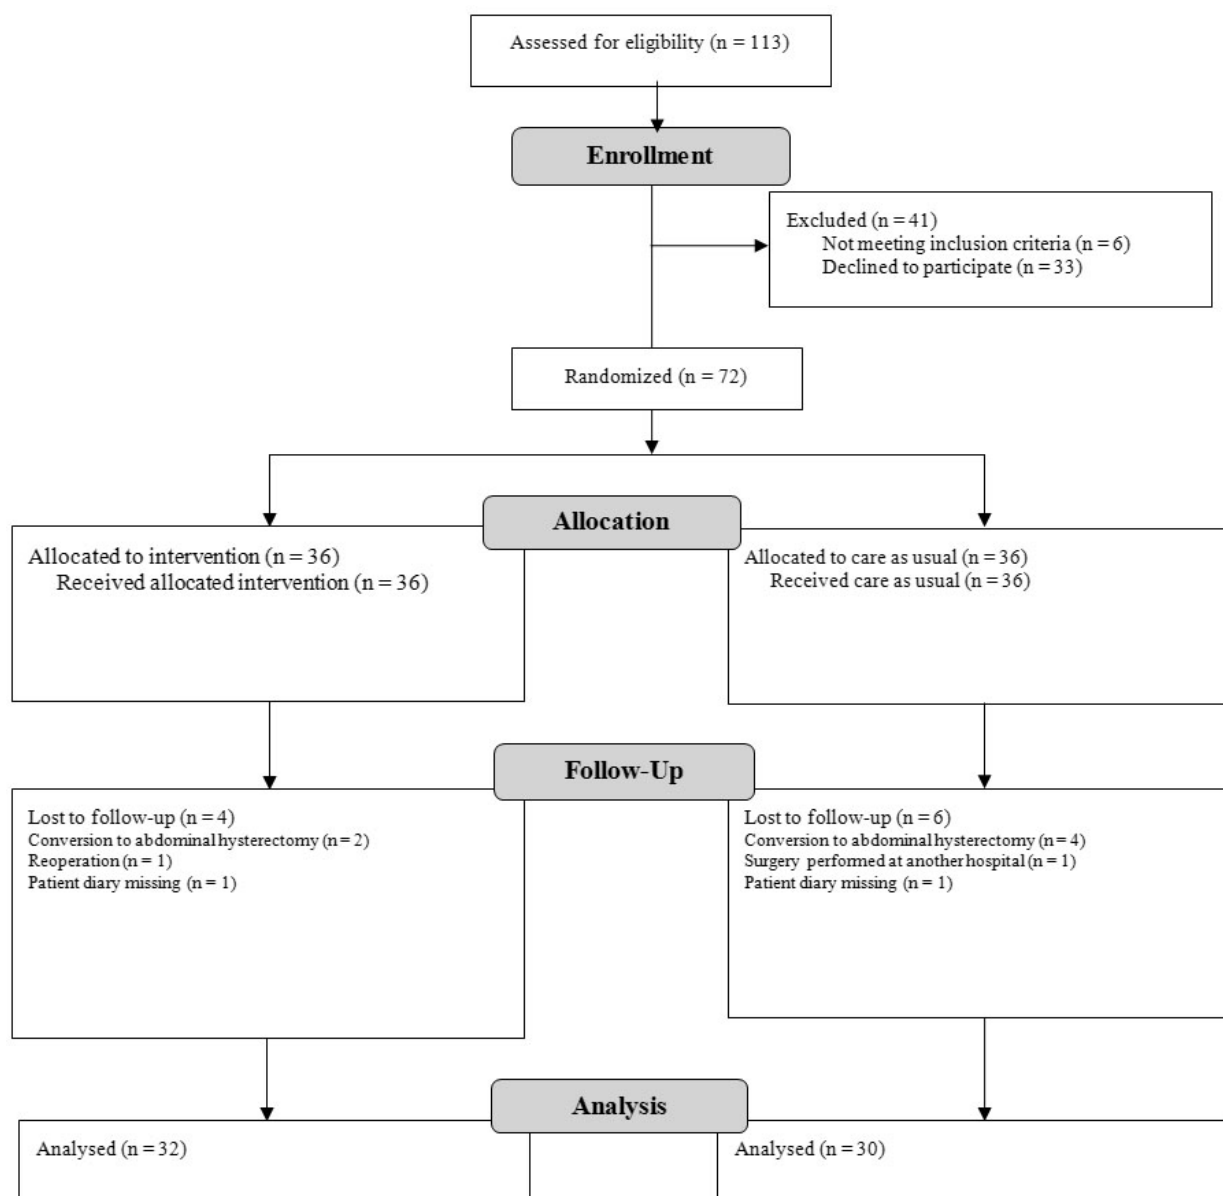 Assessed for eligibility (n = 113)
Enrollment
Excluded (n = 41)
Not meeting inclusion criteria (n = 6)
Declined to participate (n = 33)
Randomized (n = 72)
Allocation
Allocated to intervention (n = 36)
Received allocated intervention (n = 36)
Allocated to care as usual (n = 36)
Received care as usual (n = 36)
Follow-Up
Lost to follow-up (n = 4)
Conversion to abdominal hysterectomy (n = 2)
Reoperation (n = 1)
Patient diary missing (n = 1)
Lost to follow-up (n = 6)
Conversion to abdominal hysterectomy (n = 4)
Surgery performed at another hospital (n = 1)
Patient diary missing (n = 1)
Analysis
Analysed (n = 32)
Analysed (n = 30)